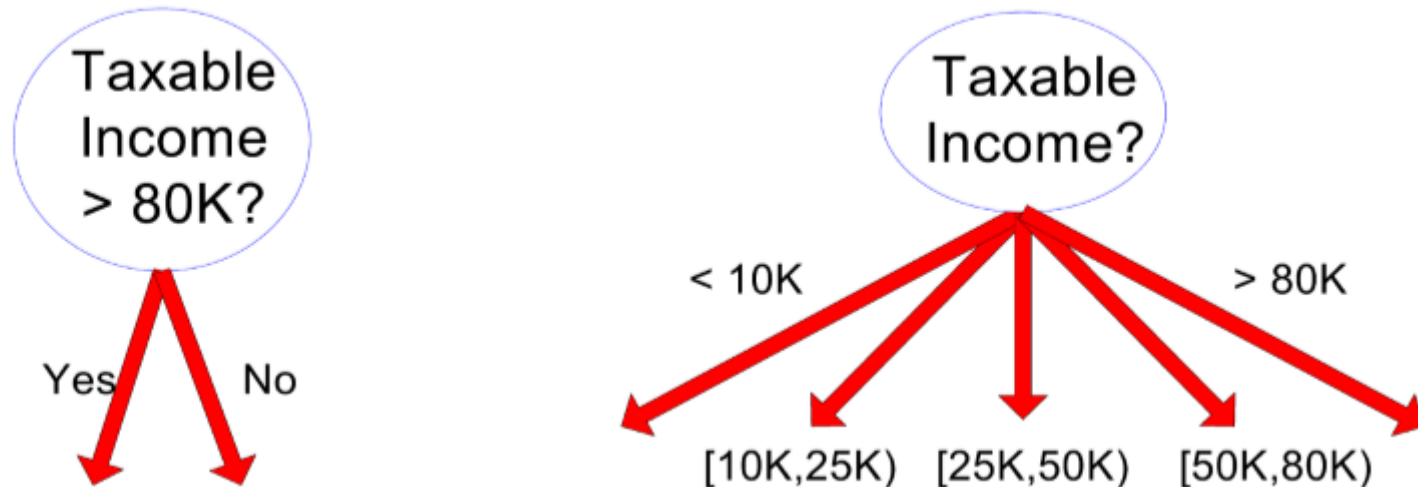 Taxable
Income
> 80K?
Yes
No
Taxable
Income?
< 10K
> 80K
[10K,25K)
[25K,50K)
[50K,80K)